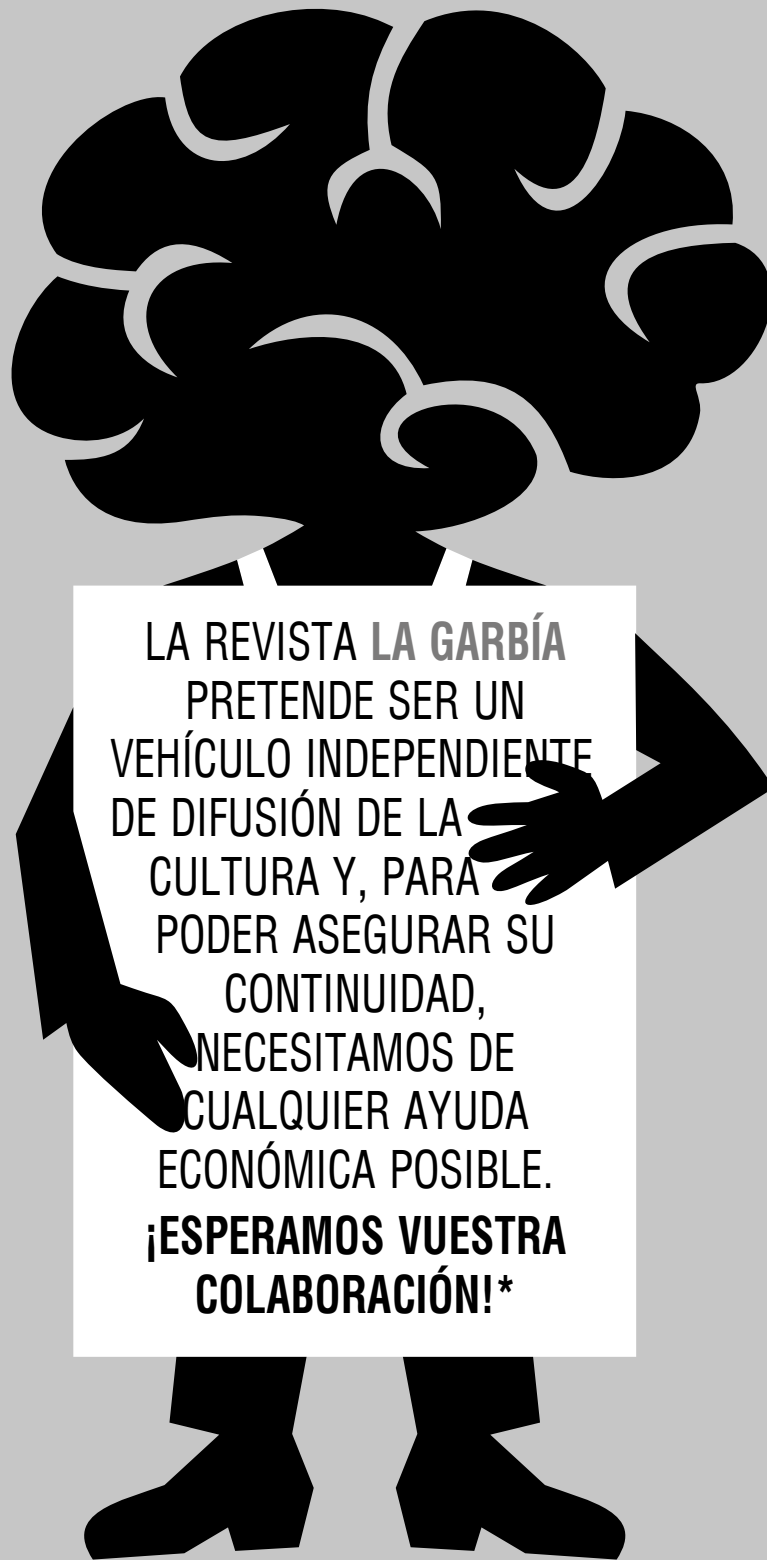 LA REVISTA LA GARBÍA
PRETENDE SER UN
VEHÍCULO INDEPENDIENTE
DE DIFUSIÓN DE LA
CULTURA Y, PARA
PODER ASEGURAR SU
CONTINUIDAD,
NECESITAMOS DE
CUALQUIER AYUDA
ECONÓMICA POSIBLE.
¡ESPERAMOS VUESTRA
COLABORACIÓN!*